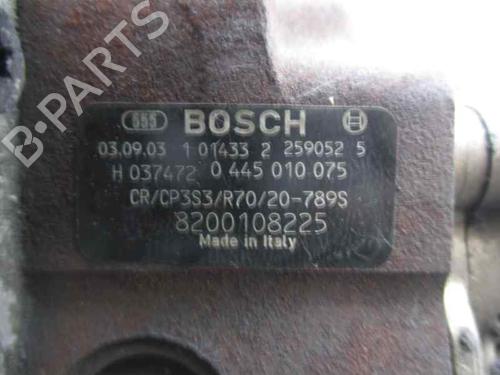 555 BOSCH
03.09.03 1 01433 2 259052 5
H 037472 0 445 010 075
CR/CP3S3/R70/20-789S
8200108225
Made in Italy